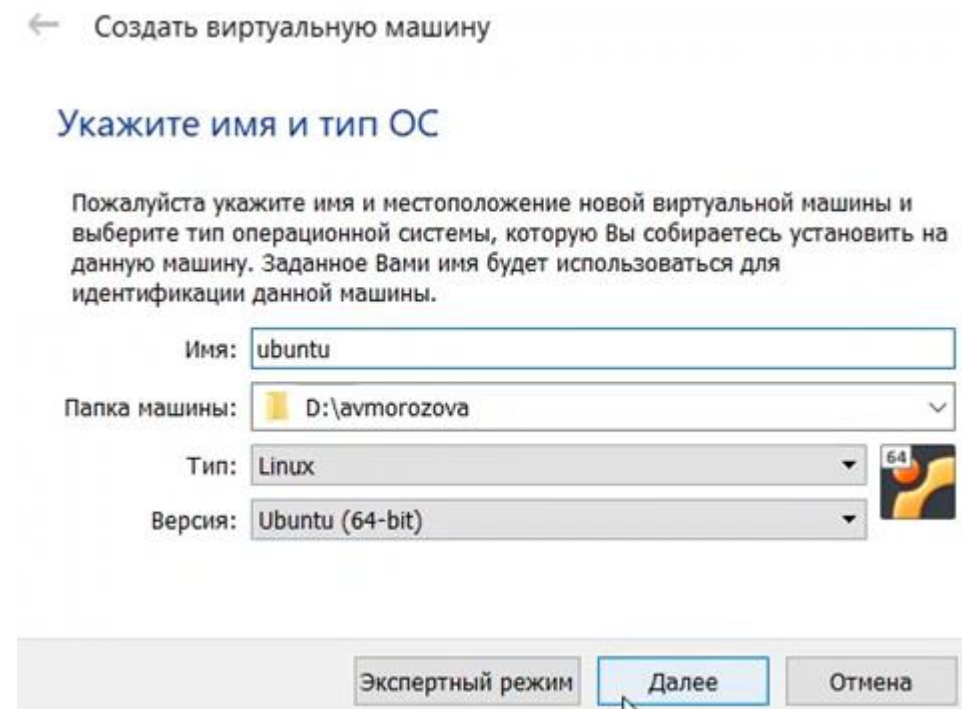 Создать виртуальную машину
Укажите имя и тип ОС
Пожалуйста укажите имя и местоположение новой виртуальной машины и
выберите тип операционной системы, которую Вы собираетесь установить на
данную машину. Заданное Вами имя будет использоваться для
идентификации данной машины.
Имя: ubuntu
Папка машины: D:\avmorozova
Тип: Linux
64
Версия: Ubuntu (64-bit)
Экспертный режим Далее Отмена